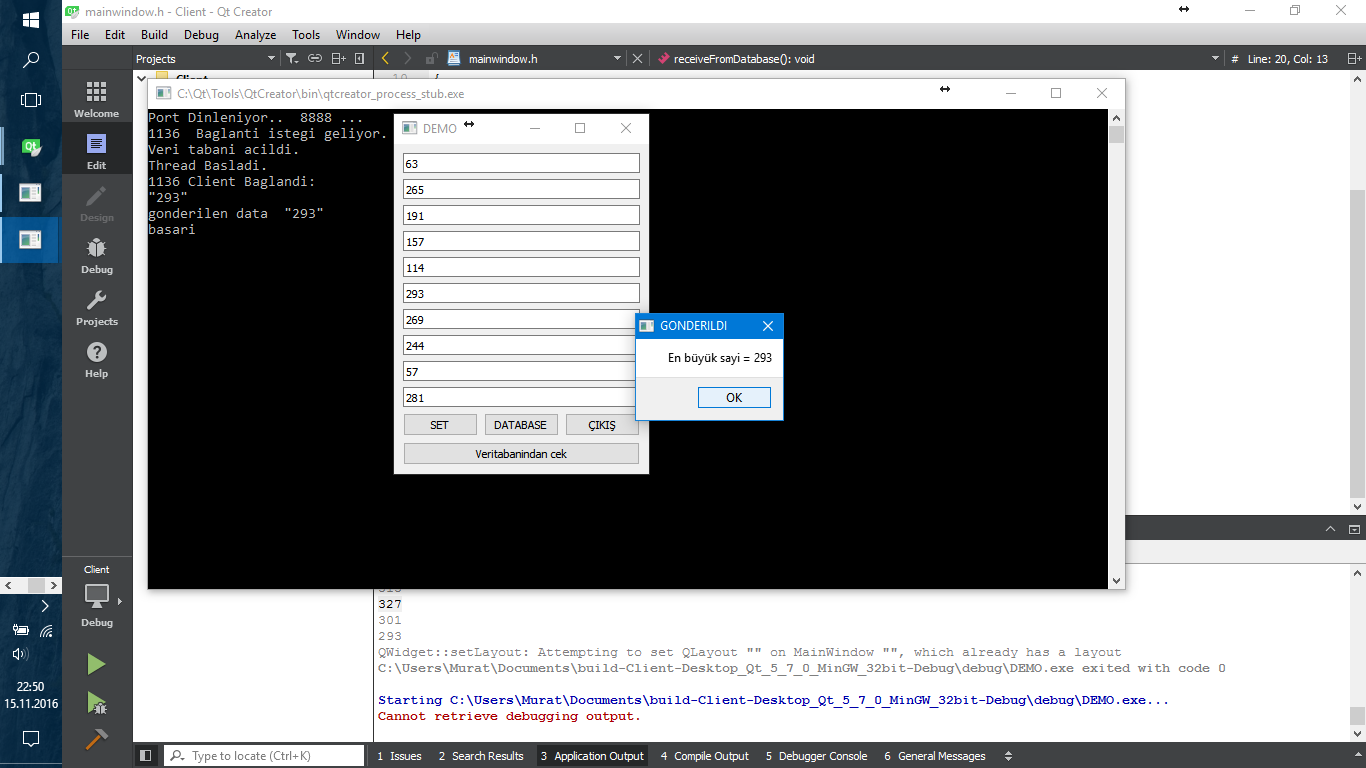 mainwindow.h - Client - Qt Creator
File Edit Build Debug Analyze Tools Window Help
Projects
mainwindow.h
receiveFromDatabase(): void
# Line: 20, Col: 13
Client
Welcome
Edit
Design
Debug
Projects
Help
C:\Qt\Tools\QtCreator\bin\qtcreator_process_stub.exe
Port Dinleniyor.. 8888 ...
1136 Baglanti istegi geliyor.
Veri tabani acildi.
Thread Basladi.
1136 Client Baglandi:
"293"
gonderilen data "293"
basari
DEMO
63
265
191
157
114
293
269
244
57
281
SET DATABASE ÇIKIŞ
Veritabanindan cek
GONDERILDI
En büyük sayi = 293
OK
Client
Debug
327
301
293
QWidget::setLayout: Attempting to set QLayout "" on MainWindow "", which already has a layout
C:\Users\Murat\Documents\build-Client-Desktop_Qt_5_7_0_MinGW_32bit-Debug\debug\DEMO.exe exited with code 0
Starting C:\Users\Murat\Documents\build-Client-Desktop_Qt_5_7_0_MinGW_32bit-Debug\debug\DEMO.exe...
Cannot retrieve debugging output.
Type to locate (Ctrl+K)
1 Issues 2 Search Results 3 Application Output 4 Compile Output 5 Debugger Console 6 General Messages
22:50
15.11.2016